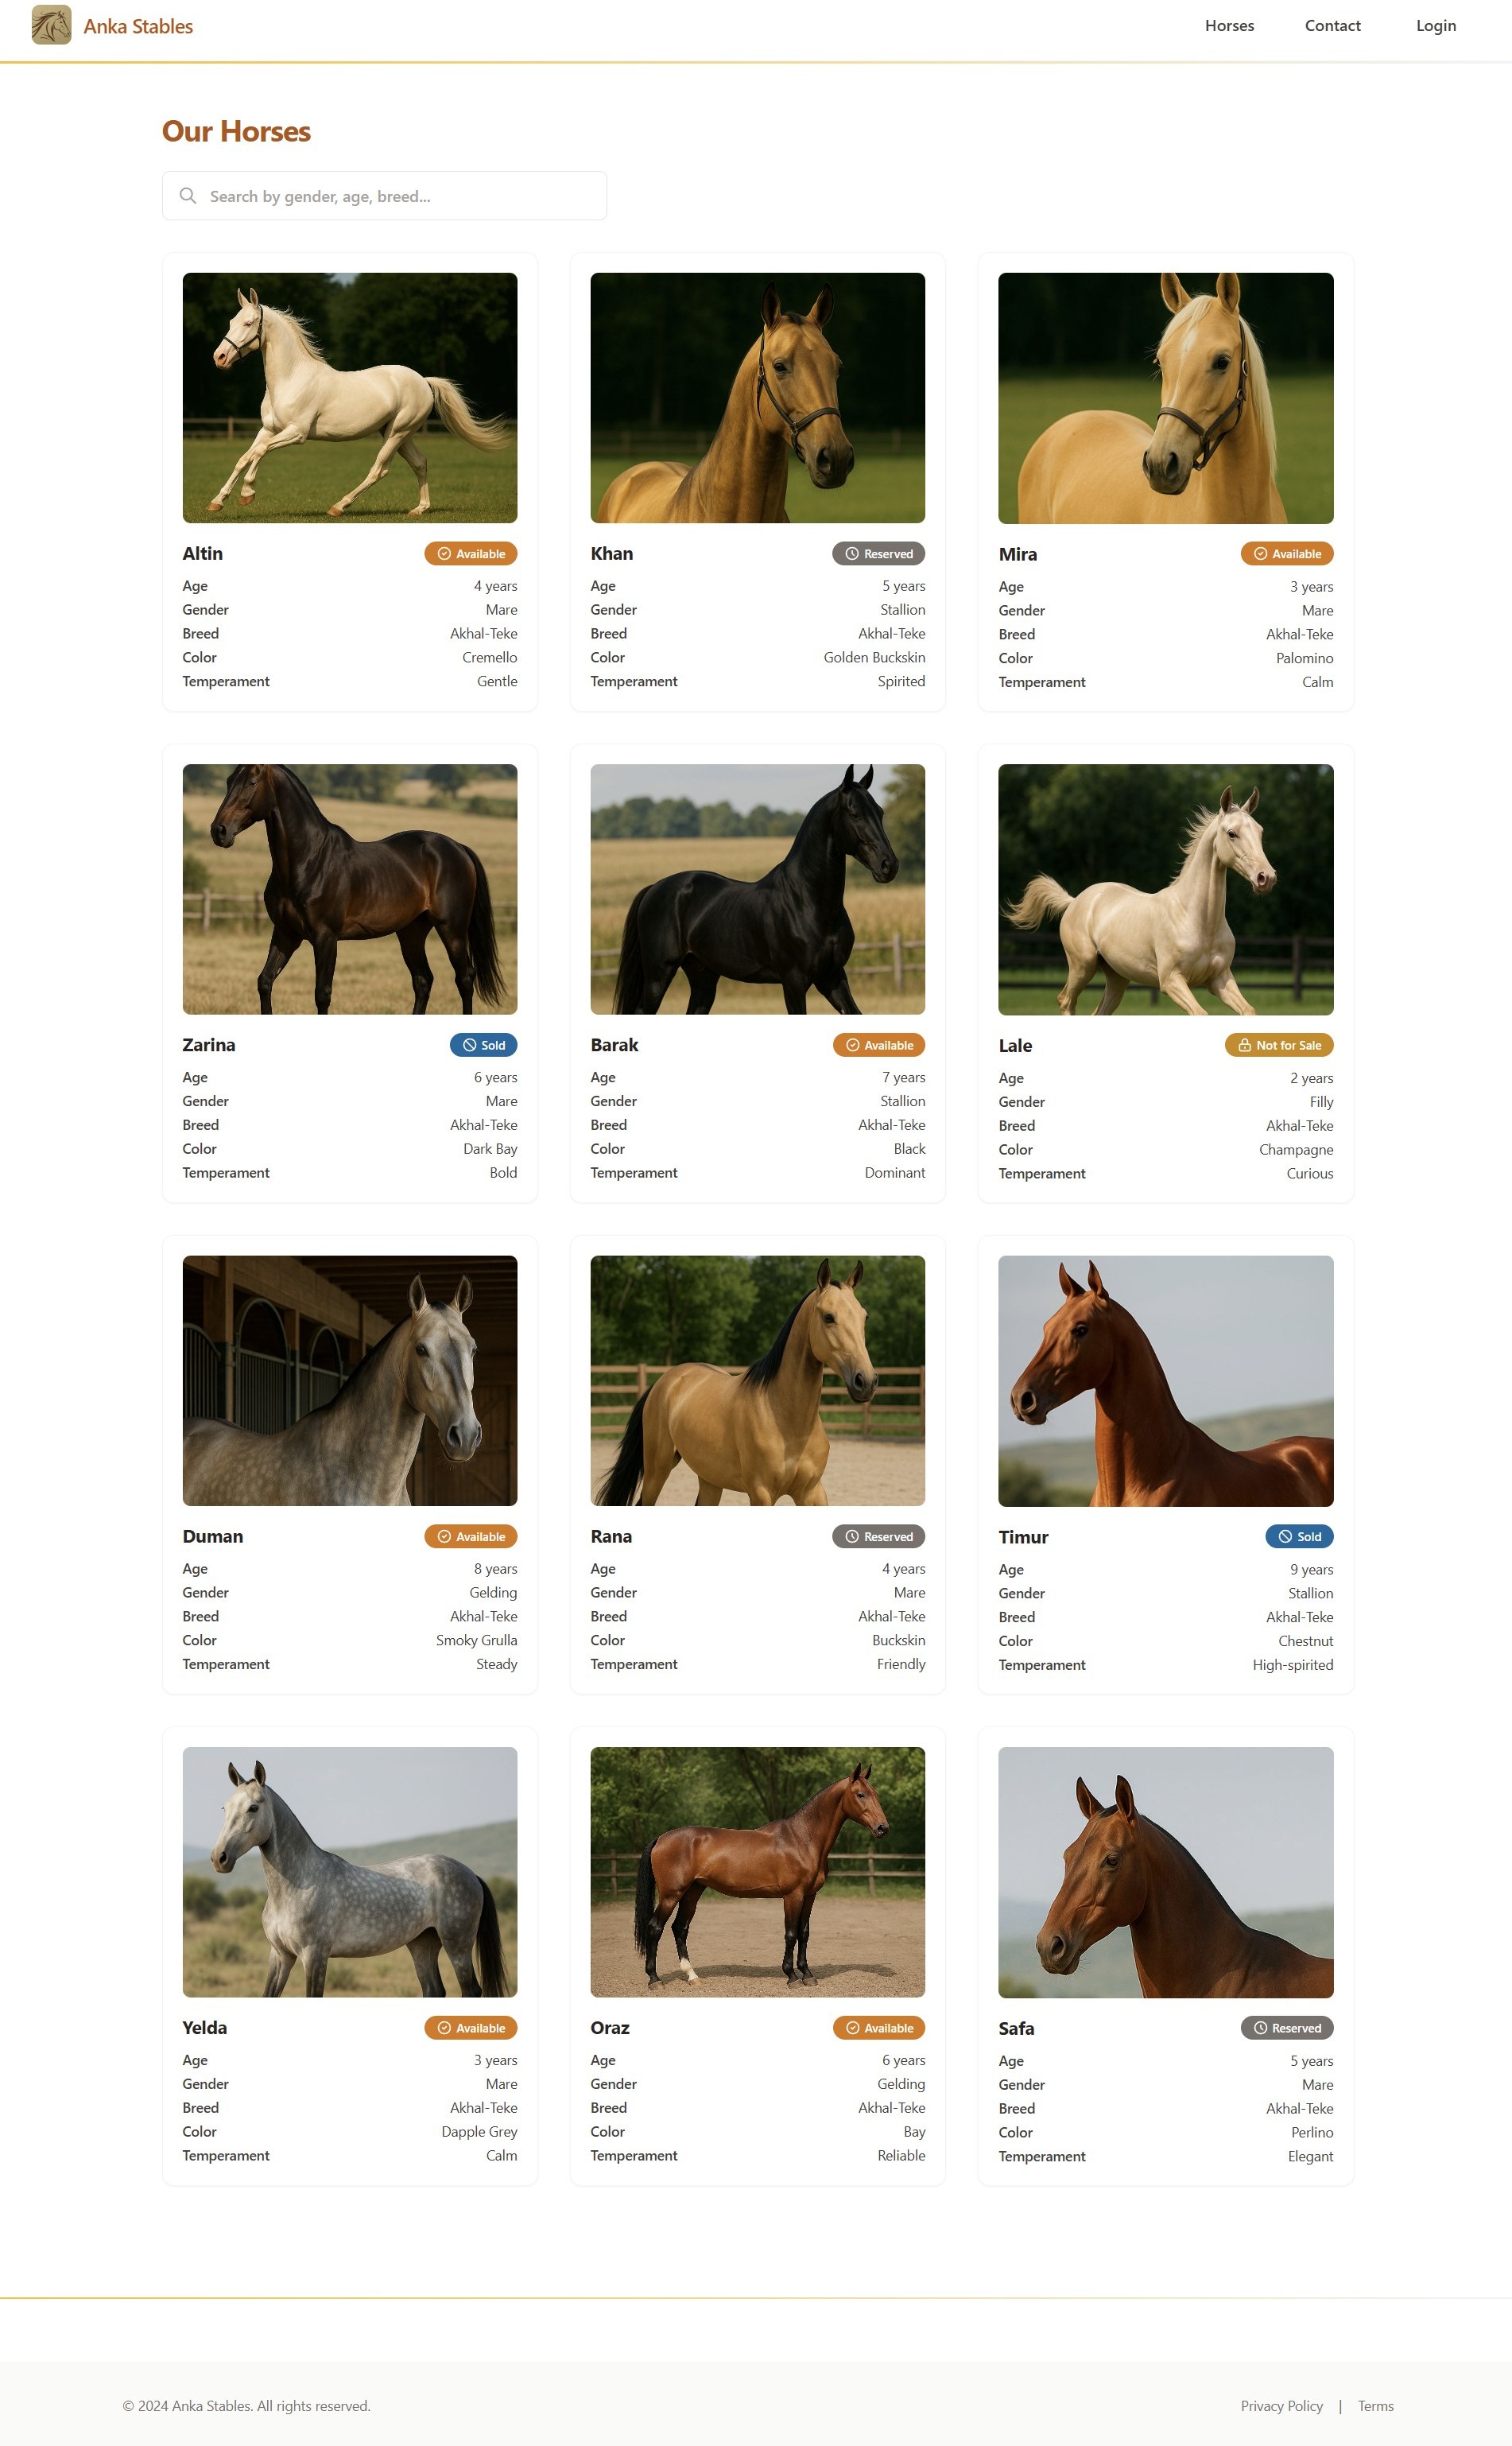 Anka Stables
Horses Contact Login
Our Horses
Search by gender, age, breed...
Altin Available
Age 4 years
Gender Mare
Breed Akhal-Teke
Color Cremello
Temperament Gentle
Khan Reserved
Age 5 years
Gender Stallion
Breed Akhal-Teke
Color Golden Buckskin
Temperament Spirited
Mira Available
Age 3 years
Gender Mare
Breed Akhal-Teke
Color Palomino
Temperament Calm
Zarina Sold
Age 6 years
Gender Mare
Breed Akhal-Teke
Color Dark Bay
Temperament Bold
Barak Available
Age 7 years
Gender Stallion
Breed Akhal-Teke
Color Black
Temperament Dominant
Lale Not for Sale
Age 2 years
Gender Filly
Breed Akhal-Teke
Color Champagne
Temperament Curious
Duman Available
Age 8 years
Gender Gelding
Breed Akhal-Teke
Color Smoky Grulla
Temperament Steady
Rana Reserved
Age 4 years
Gender Mare
Breed Akhal-Teke
Color Buckskin
Temperament Friendly
Timur Sold
Age 9 years
Gender Stallion
Breed Akhal-Teke
Color Chestnut
Temperament High-spirited
Yelda Available
Age 3 years
Gender Mare
Breed Akhal-Teke
Color Dapple Grey
Temperament Calm
Oraz Available
Age 6 years
Gender Gelding
Breed Akhal-Teke
Color Bay
Temperament Reliable
Safa Reserved
Age 5 years
Gender Mare
Breed Akhal-Teke
Color Perlino
Temperament Elegant
© 2024 Anka Stables. All rights reserved.
Privacy Policy | Terms